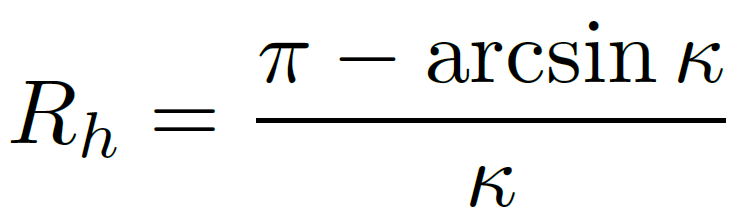 R_h = \frac{\pi - \arcsin \kappa}{\kappa}